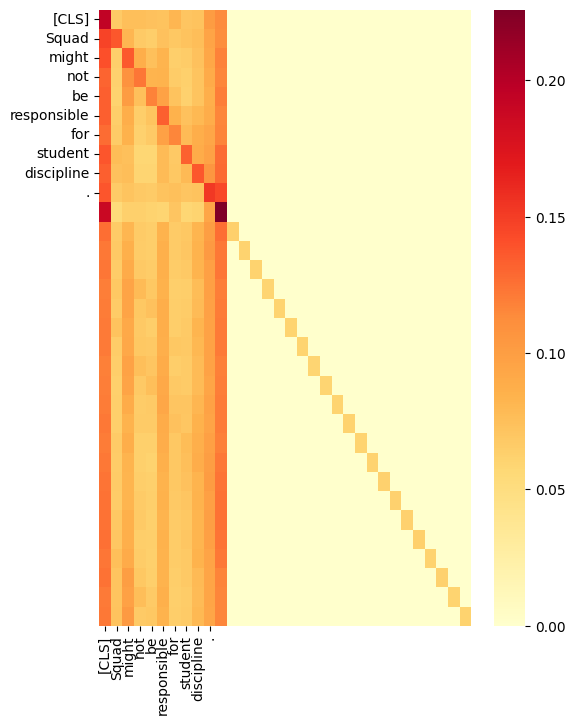 [CLS]
Squad
might
not
be
responsible
for
student
discipline
.
[CLS]
Squad
might
not
be
responsible
for
student
discipline
.
0.20
0.15
0.10
0.05
0.00